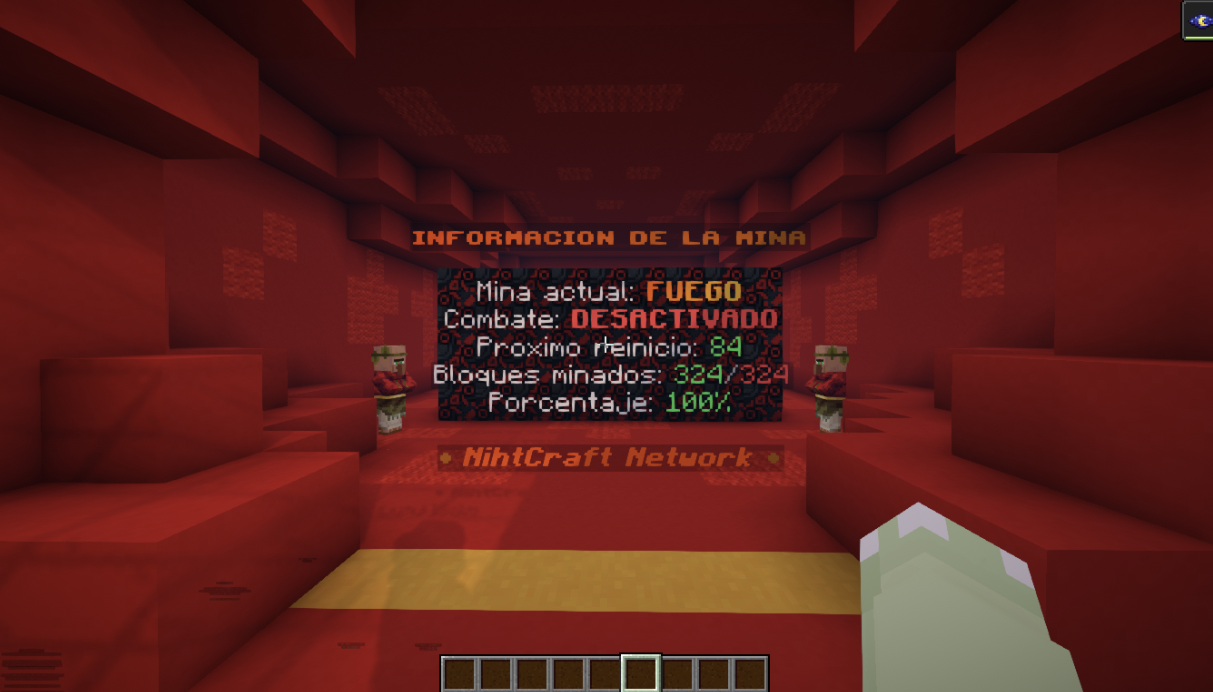 INFORMACION DE LA MINA
Mina actual: FUEGO
Combate: DESACTIVADO
Proximo reinicio: 84
Bloques minados: 324/324
Porcentaje: 100%
NihtCraft Network